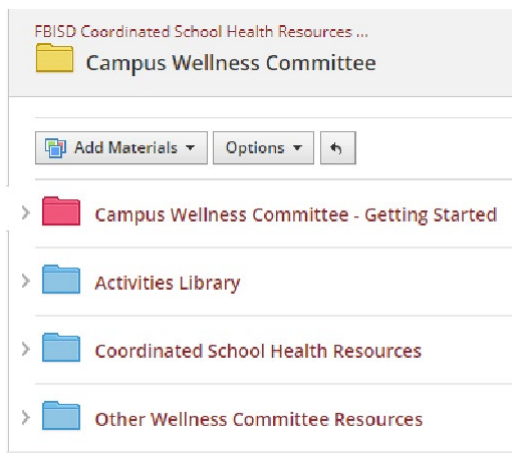 FBISD Coordinated School Health Resources ...
Campus Wellness Committee
Add Materials Options
Campus Wellness Committee - Getting Started
Activities Library
Coordinated School Health Resources
Other Wellness Committee Resources